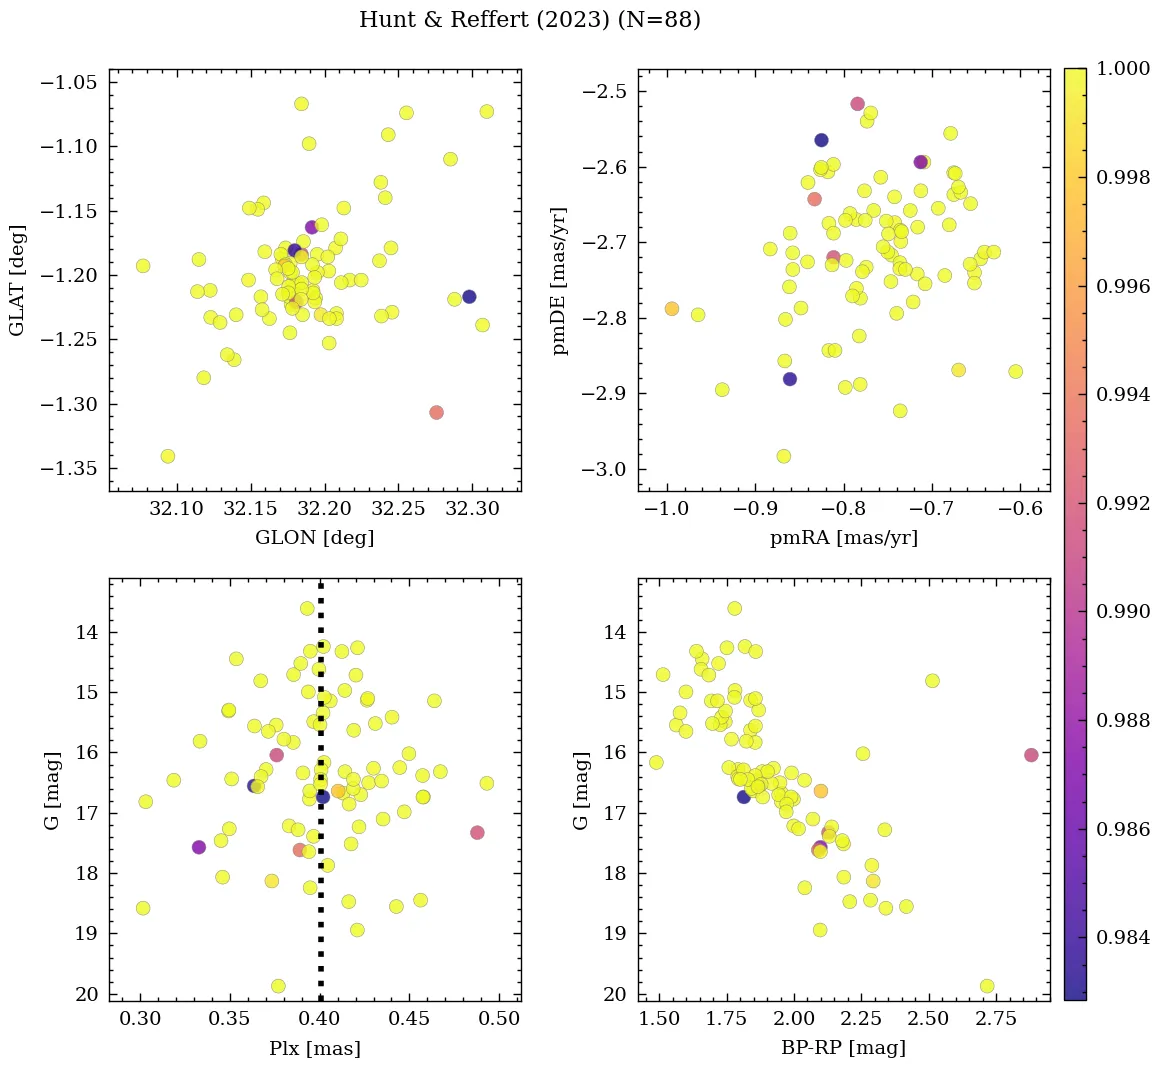 Hunt & Reffert (2023) (N=88)
−1.05
−1.10
−1.15
−1.20
−1.25
−1.30
−1.35
GLAT [deg]
32.10 32.15 32.20 32.25 32.30
GLON [deg]
−2.5
−2.6
−2.7
−2.8
−2.9
−3.0
pmDE [mas/yr]
−1.0 −0.9 −0.8 −0.7 −0.6
pmRA [mas/yr]
14
15
16
17
18
19
20
G [mag]
0.30 0.35 0.40 0.45 0.50
Plx [mas]
14
15
16
17
18
19
20
G [mag]
1.50 1.75 2.00 2.25 2.50 2.75
BP-RP [mag]
1.000
0.998
0.996
0.994
0.992
0.990
0.988
0.986
0.984